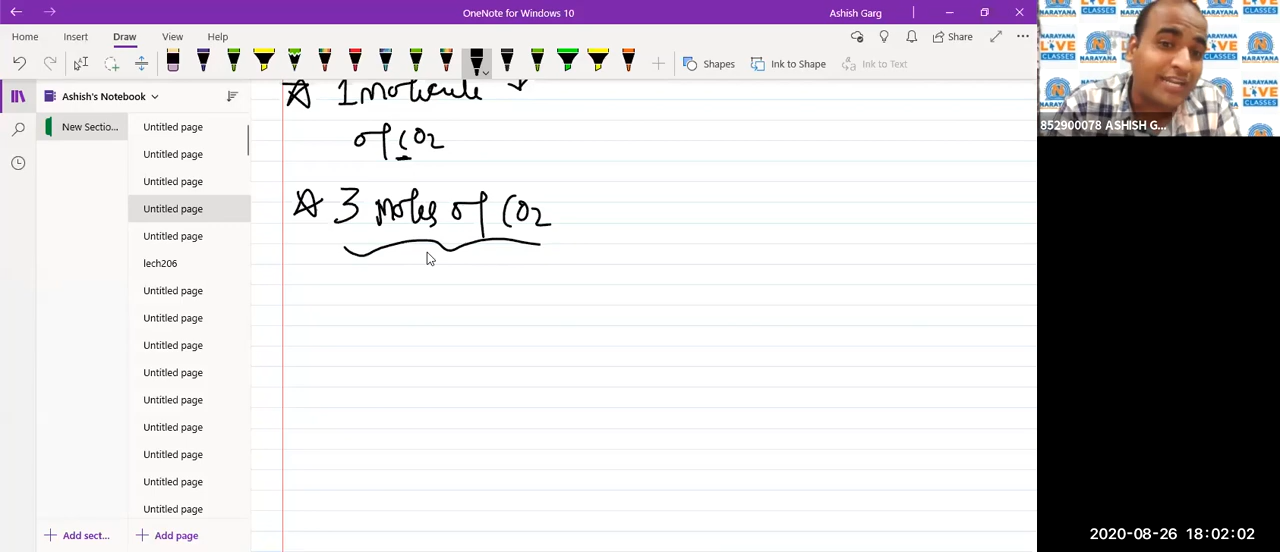 OneNote for Windows 10
Ashish Garg
Home Insert Draw View Help
Share
Shapes Ink to Shape Ink to Text
Ashish's Notebook
New Sectio...
Untitled page
Untitled page
Untitled page
Untitled page
Untitled page
lech206
Untitled page
Untitled page
Untitled page
Untitled page
Untitled page
Untitled page
Untitled page
Untitled page
Untitled page
Add sect... Add page
1 molecule
of CO2
3 moles of CO2
NARAYANA
LIVE
CLASSES
852900078 ASHISH G...
2020-08-26 18:02:02